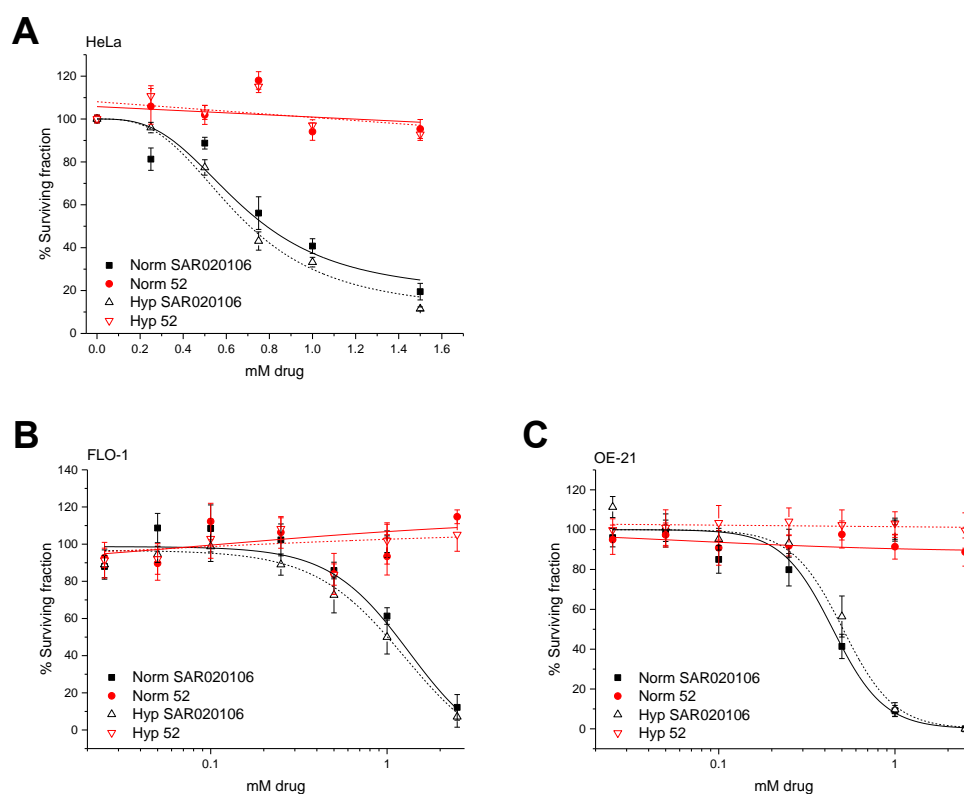 A
HeLa
120
100
80
60
40
20
0
% Surviving fraction
Norm SAR020106
Norm 52
Hyp SAR020106
Hyp 52
0.0 0.2 0.4 0.6 0.8 1.0 1.2 1.4 1.6
mM drug
B
FLO-1
140
120
100
80
60
40
20
0
% Surviving fraction
Norm SAR020106
Norm 52
Hyp SAR020106
Hyp 52
0.1 1
mM drug
C
OE-21
120
100
80
60
40
20
0
% Surviving fraction
Norm SAR020106
Norm 52
Hyp SAR020106
Hyp 52
0.1 1
mM drug